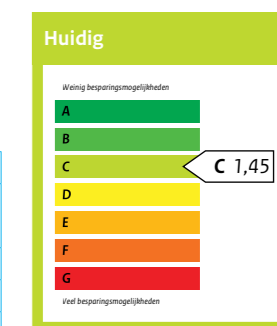 Huidig
Weinig besparingsmogelijkheden
A
B
C
C 1,45
D
E
F
G
Veel besparingsmogelijkheden